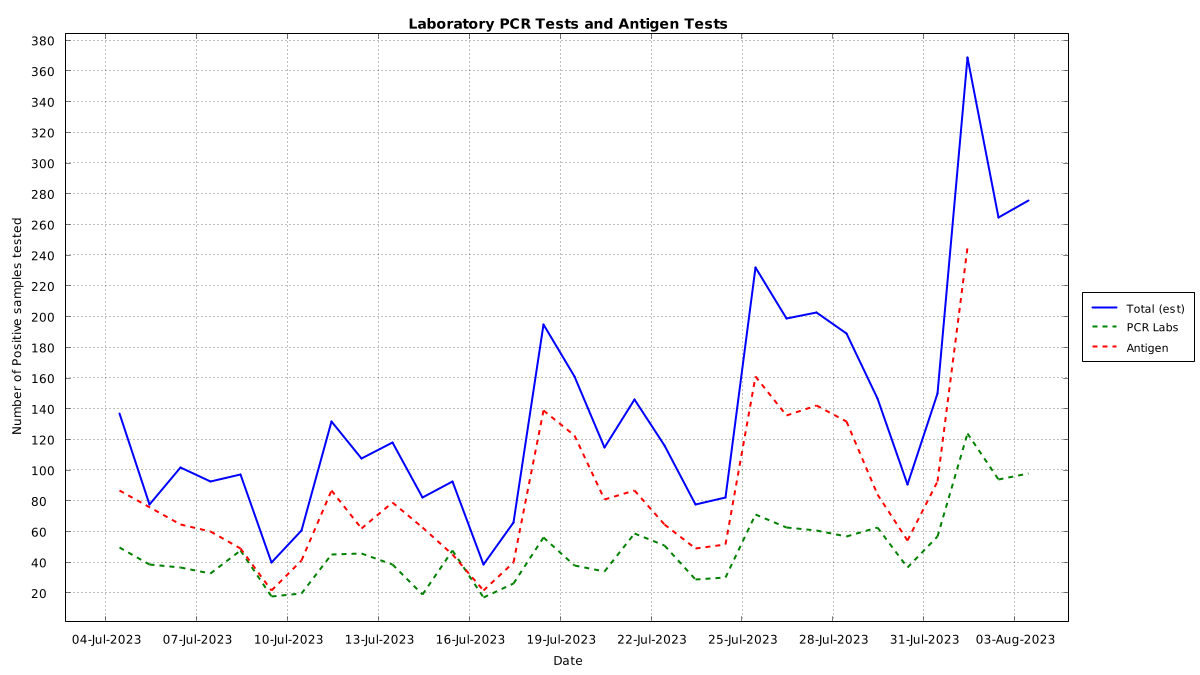 Laboratory PCR Tests and Antigen Tests
380
360
340
320
300
280
260
240
220
200
180
160
140
120
100
80
60
40
20
Number of Positive samples tested
04-Jul-2023 07-Jul-2023 10-Jul-2023 13-Jul-2023 16-Jul-2023 19-Jul-2023 22-Jul-2023 25-Jul-2023 28-Jul-2023 31-Jul-2023 03-Aug-2023
Date
Total (est)
PCR Labs
Antigen